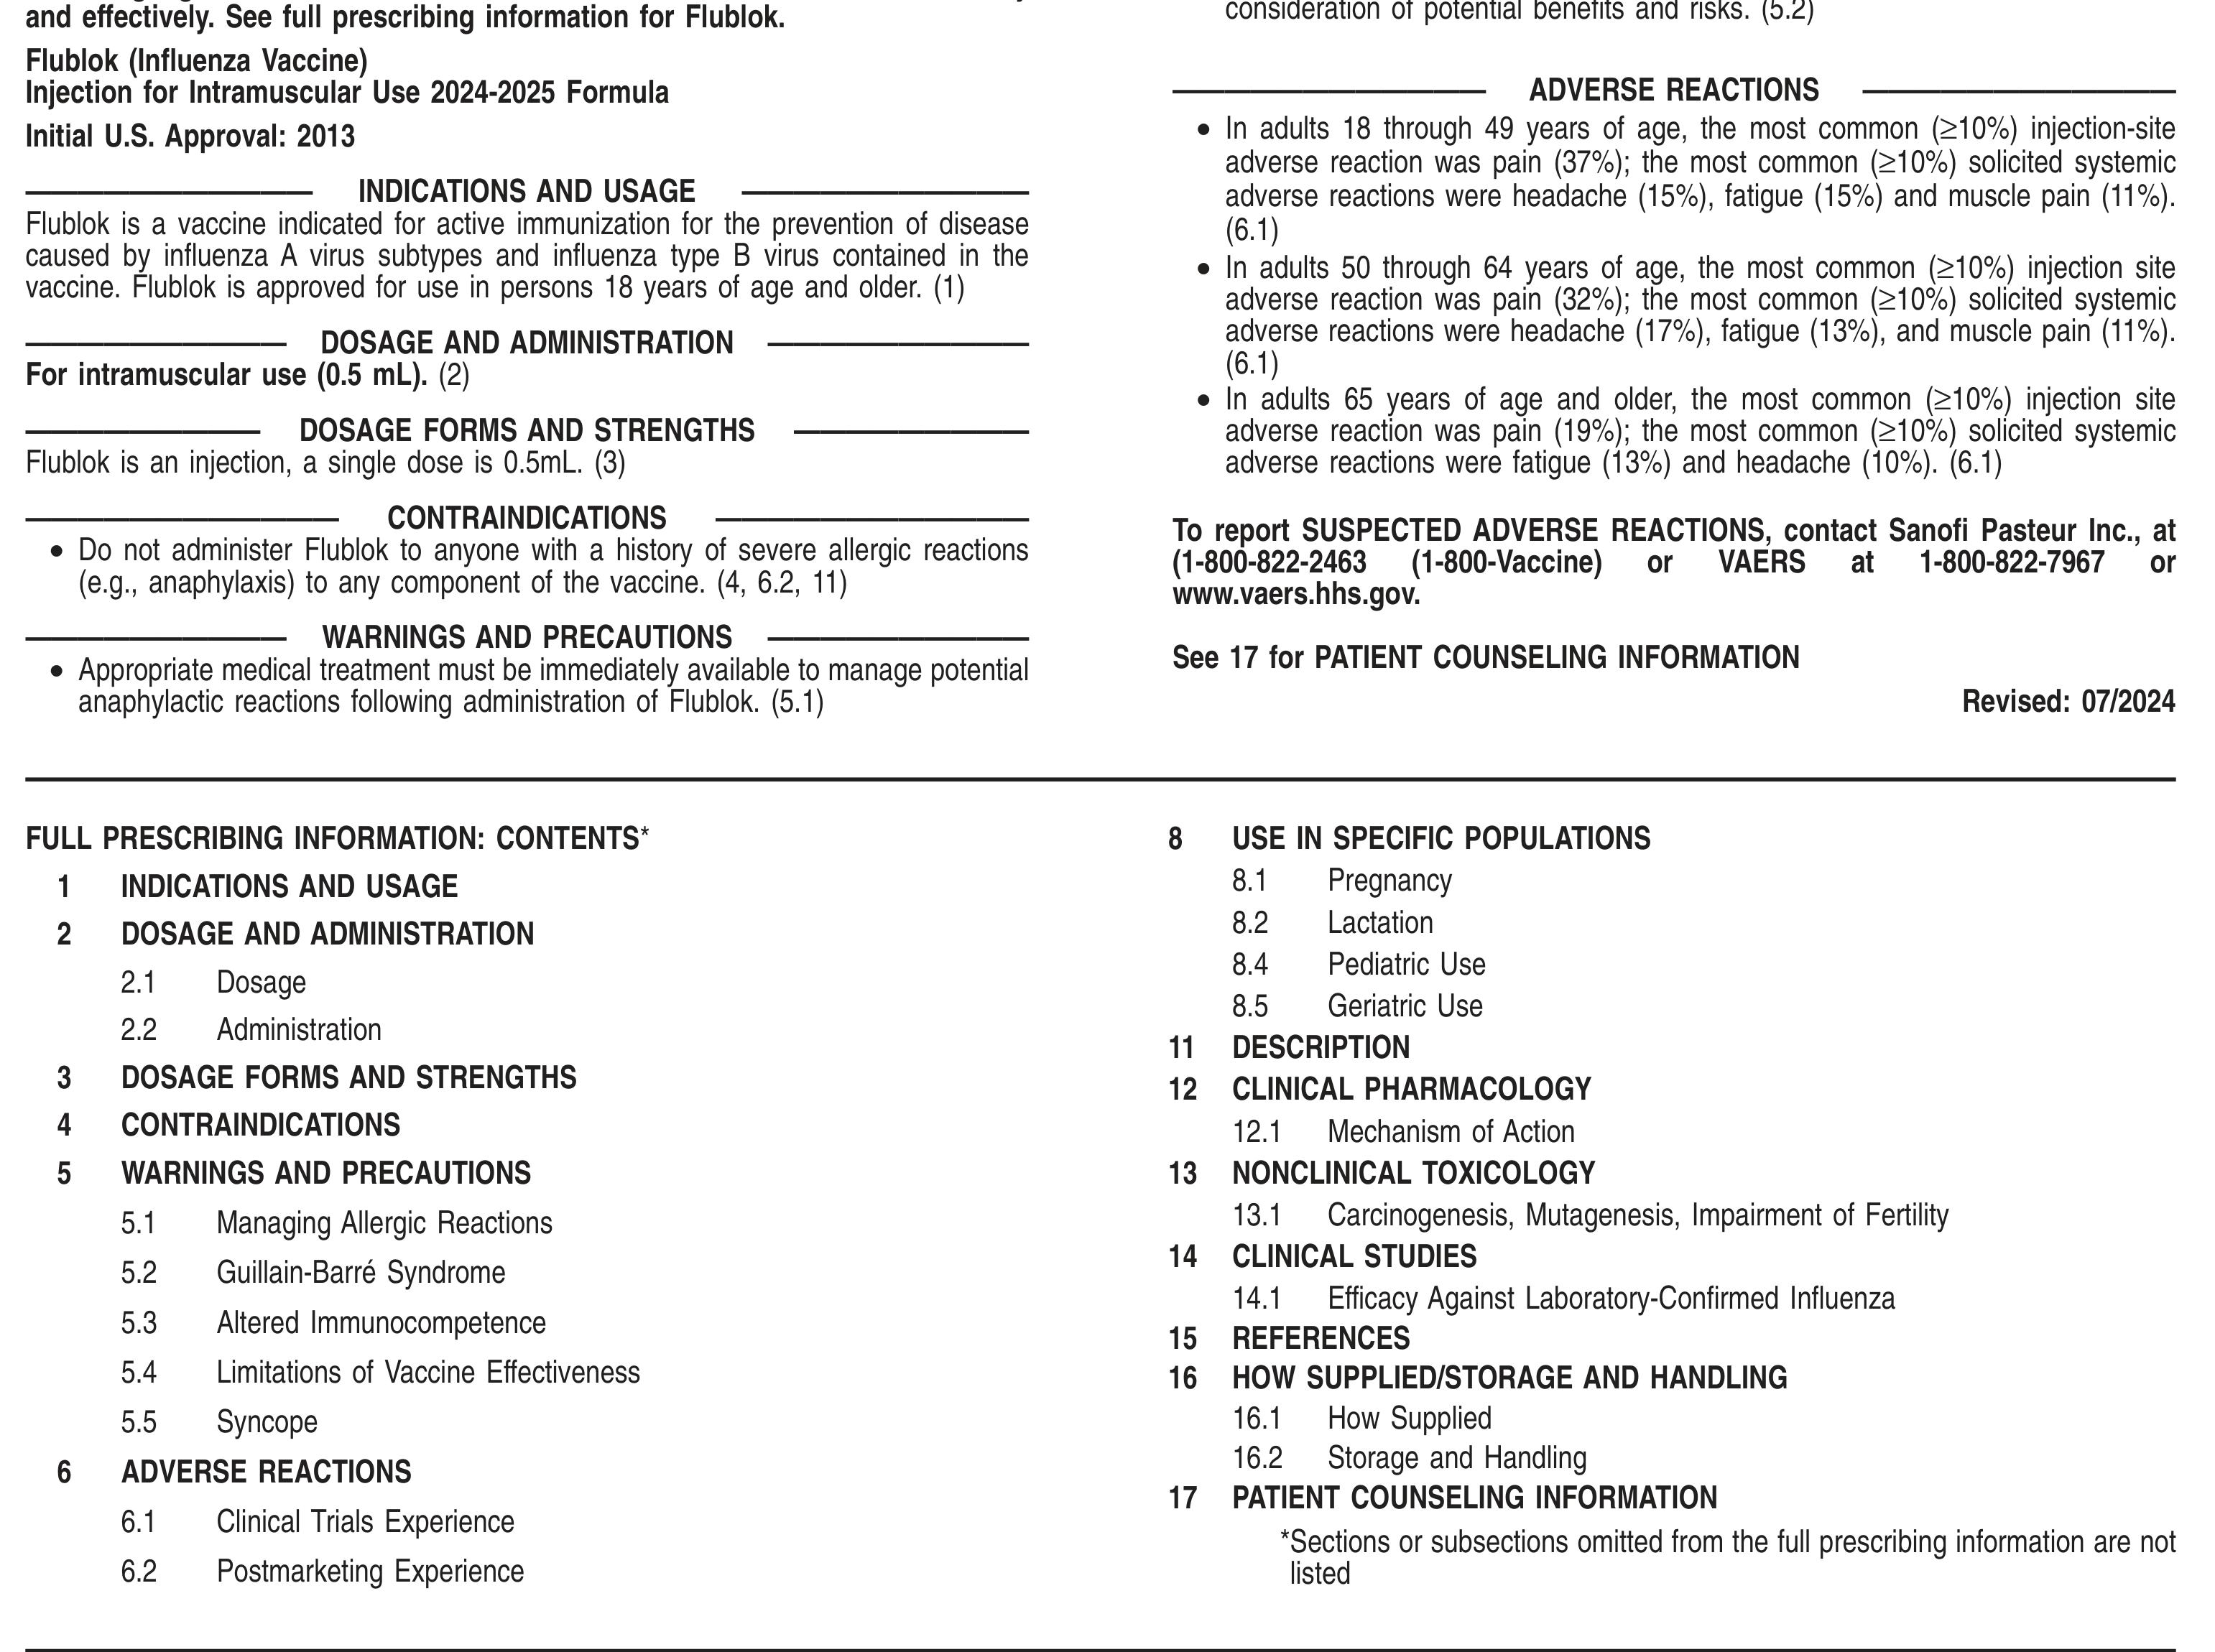 and effectively. See full prescribing information for Flublok.
Flublok (Influenza Vaccine)
Injection for Intramuscular Use 2024-2025 Formula
Initial U.S. Approval: 2013
INDICATIONS AND USAGE
Flublok is a vaccine indicated for active immunization for the prevention of disease
caused by influenza A virus subtypes and influenza type B virus contained in the
vaccine. Flublok is approved for use in persons 18 years of age and older. (1)
DOSAGE AND ADMINISTRATION
For intramuscular use (0.5 mL). (2)
DOSAGE FORMS AND STRENGTHS
Flublok is an injection, a single dose is 0.5mL. (3)
CONTRAINDICATIONS
• Do not administer Flublok to anyone with a history of severe allergic reactions
(e.g., anaphylaxis) to any component of the vaccine. (4, 6.2, 11)
WARNINGS AND PRECAUTIONS
• Appropriate medical treatment must be immediately available to manage potential
anaphylactic reactions following administration of Flublok. (5.1)
consideration of potential benefits and risks. (5.2)
ADVERSE REACTIONS
• In adults 18 through 49 years of age, the most common (≥10%) injection-site
adverse reaction was pain (37%); the most common (≥10%) solicited systemic
adverse reactions were headache (15%), fatigue (15%) and muscle pain (11%).
(6.1)
• In adults 50 through 64 years of age, the most common (≥10%) injection site
adverse reaction was pain (32%); the most common (≥10%) solicited systemic
adverse reactions were headache (17%), fatigue (13%), and muscle pain (11%).
(6.1)
• In adults 65 years of age and older, the most common (≥10%) injection site
adverse reaction was pain (19%); the most common (≥10%) solicited systemic
adverse reactions were fatigue (13%) and headache (10%). (6.1)
To report SUSPECTED ADVERSE REACTIONS, contact Sanofi Pasteur Inc., at
(1-800-822-2463 (1-800-Vaccine) or VAERS at 1-800-822-7967 or
www.vaers.hhs.gov.
See 17 for PATIENT COUNSELING INFORMATION
Revised: 07/2024
FULL PRESCRIBING INFORMATION: CONTENTS*
1 INDICATIONS AND USAGE
2 DOSAGE AND ADMINISTRATION
2.1 Dosage
2.2 Administration
3 DOSAGE FORMS AND STRENGTHS
4 CONTRAINDICATIONS
5 WARNINGS AND PRECAUTIONS
5.1 Managing Allergic Reactions
5.2 Guillain-Barré Syndrome
5.3 Altered Immunocompetence
5.4 Limitations of Vaccine Effectiveness
5.5 Syncope
6 ADVERSE REACTIONS
6.1 Clinical Trials Experience
6.2 Postmarketing Experience
8 USE IN SPECIFIC POPULATIONS
8.1 Pregnancy
8.2 Lactation
8.4 Pediatric Use
8.5 Geriatric Use
11 DESCRIPTION
12 CLINICAL PHARMACOLOGY
12.1 Mechanism of Action
13 NONCLINICAL TOXICOLOGY
13.1 Carcinogenesis, Mutagenesis, Impairment of Fertility
14 CLINICAL STUDIES
14.1 Efficacy Against Laboratory-Confirmed Influenza
15 REFERENCES
16 HOW SUPPLIED/STORAGE AND HANDLING
16.1 How Supplied
16.2 Storage and Handling
17 PATIENT COUNSELING INFORMATION
*Sections or subsections omitted from the full prescribing information are not
listed